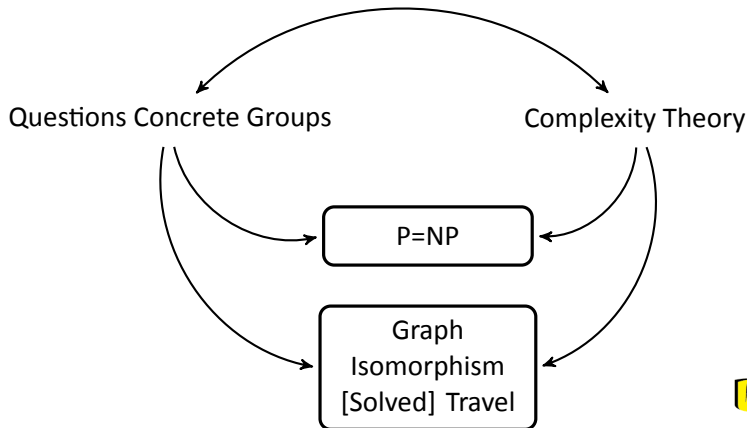 Questions Concrete Groups
Complexity Theory
P=NP
Graph
Isomorphism
[Solved] Travel